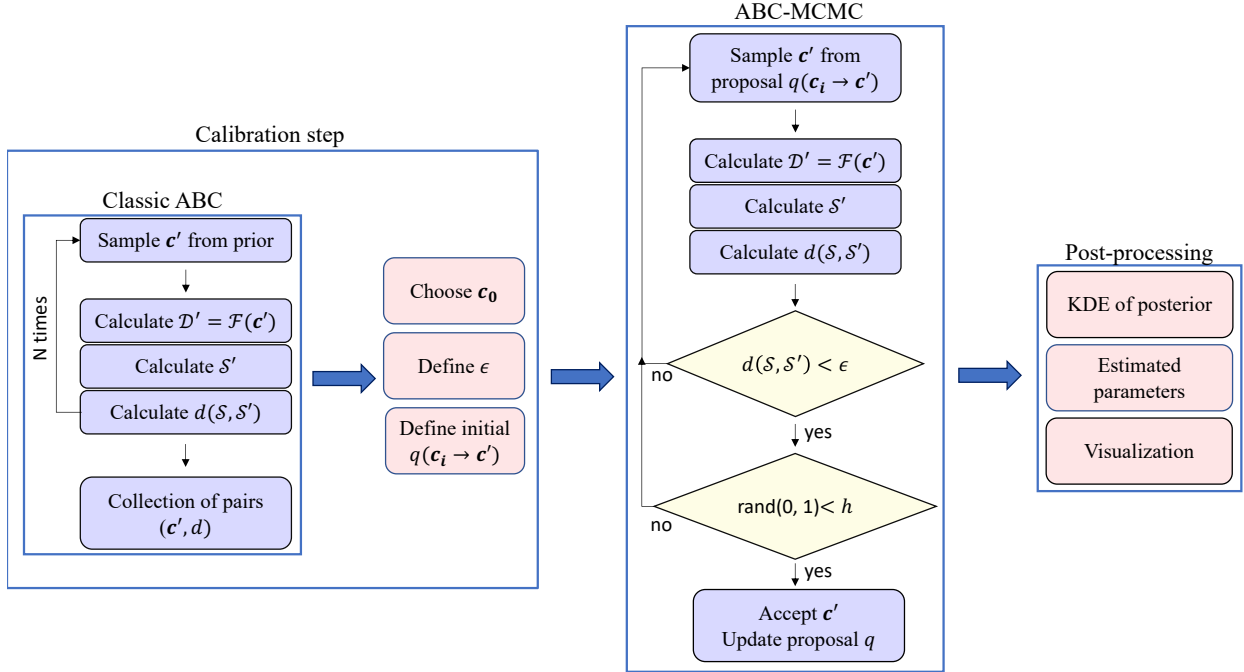 Calibration step
Classic ABC
Sample 𝒄′ from prior
Calculate 𝒟′ = ℱ(𝒄′)
Calculate 𝒮′
Calculate 𝑑(𝒮, 𝒮′)
N times
Collection of pairs
(𝒄′, 𝑑)
Choose 𝒄𝟎
Define 𝜖
Define initial
𝑞(𝒄𝒊 → 𝒄′)
ABC-MCMC
Sample 𝒄′ from
proposal 𝑞(𝒄𝒊 → 𝒄′)
Calculate 𝒟′ = ℱ(𝒄′)
Calculate 𝒮′
Calculate 𝑑(𝒮, 𝒮′)
𝑑(𝒮, 𝒮′) < 𝜖
no
yes
rand(0, 1)< ℎ
no
yes
Accept 𝒄′
Update proposal 𝑞
Post-processing
KDE of posterior
Estimated
parameters
Visualization